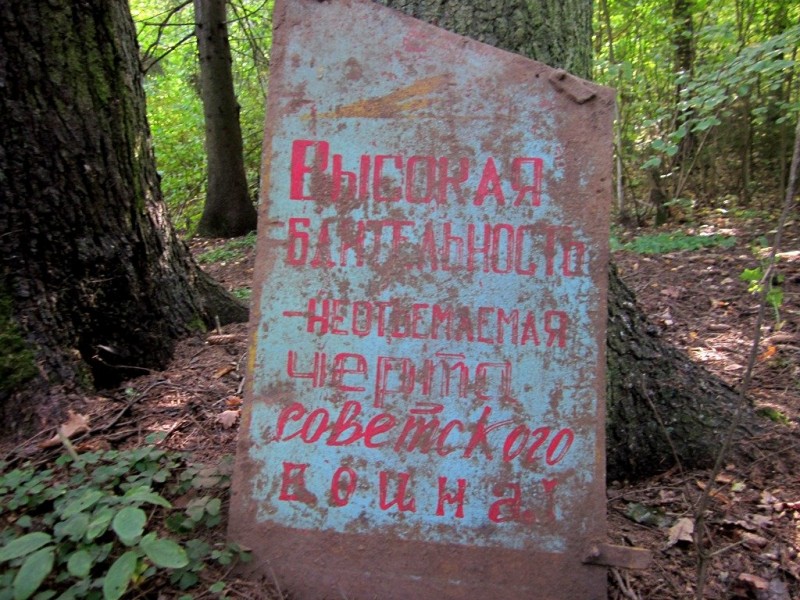 Высокая
бдительность
-неотъемлемая
черта
советского
воина!